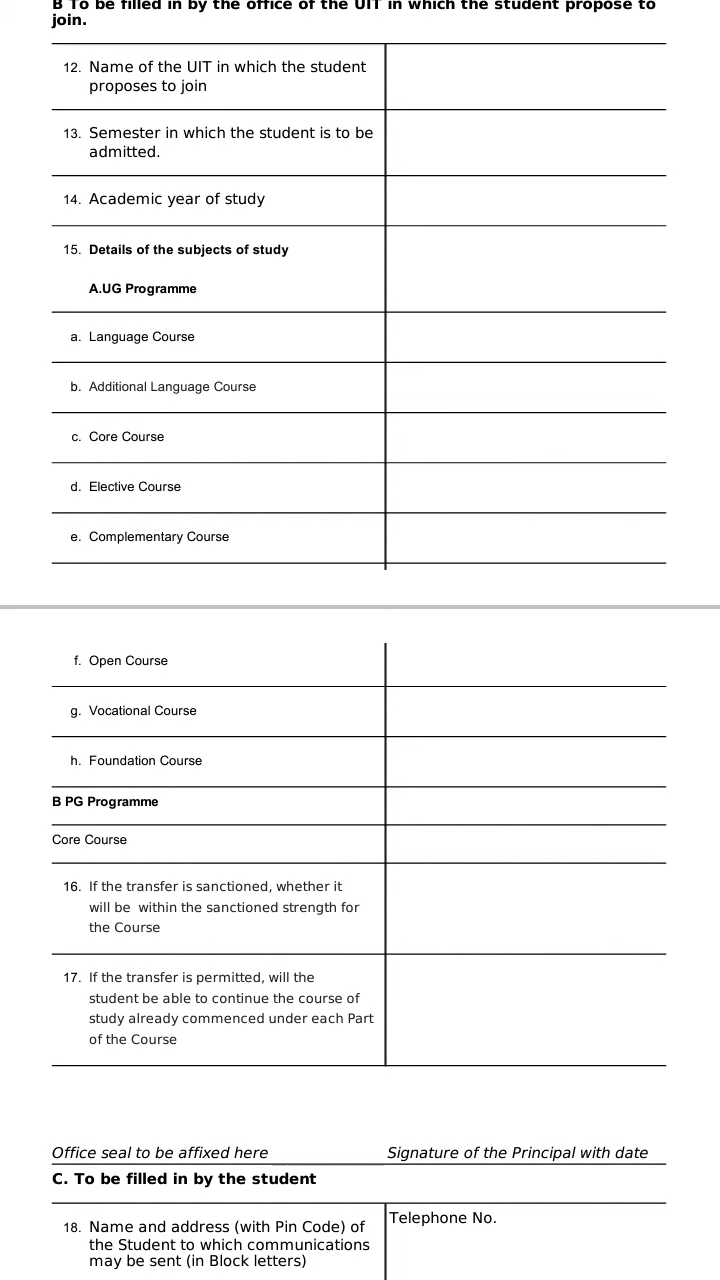 B To be filled in by the office of the UIT in which the student propose to
join.
12. Name of the UIT in which the student
proposes to join
13. Semester in which the student is to be
admitted.
14. Academic year of study
15. Details of the subjects of study
A.UG Programme
a. Language Course
b. Additional Language Course
c. Core Course
d. Elective Course
e. Complementary Course
f. Open Course
g. Vocational Course
h. Foundation Course
B PG Programme
Core Course
16. If the transfer is sanctioned, whether it
will be within the sanctioned strength for
the Course
17. If the transfer is permitted, will the
student be able to continue the course of
study already commenced under each Part
of the Course
Office seal to be affixed here Signature of the Principal with date
C. To be filled in by the student
18. Name and address (with Pin Code) of
the Student to which communications
may be sent (in Block letters)
Telephone No.